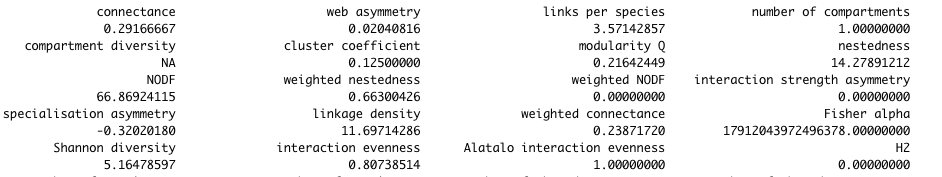 connectance web asymmetry links per species number of compartments
0.29166667 0.02040816 3.57142857 1.00000000
compartment diversity cluster coefficient modularity Q nestedness
NA 0.12500000 0.21642449 14.27891212
NODF weighted nestedness weighted NODF interaction strength asymmetry
66.86924115 0.66300426 0.00000000 0.00000000
specialisation asymmetry linkage density weighted connectance Fisher alpha
-0.32020180 11.69714286 0.23871720 17912043972496378.00000000
Shannon diversity interaction evenness Alatalo interaction evenness H2
5.16478597 0.80738514 1.00000000 0.00000000